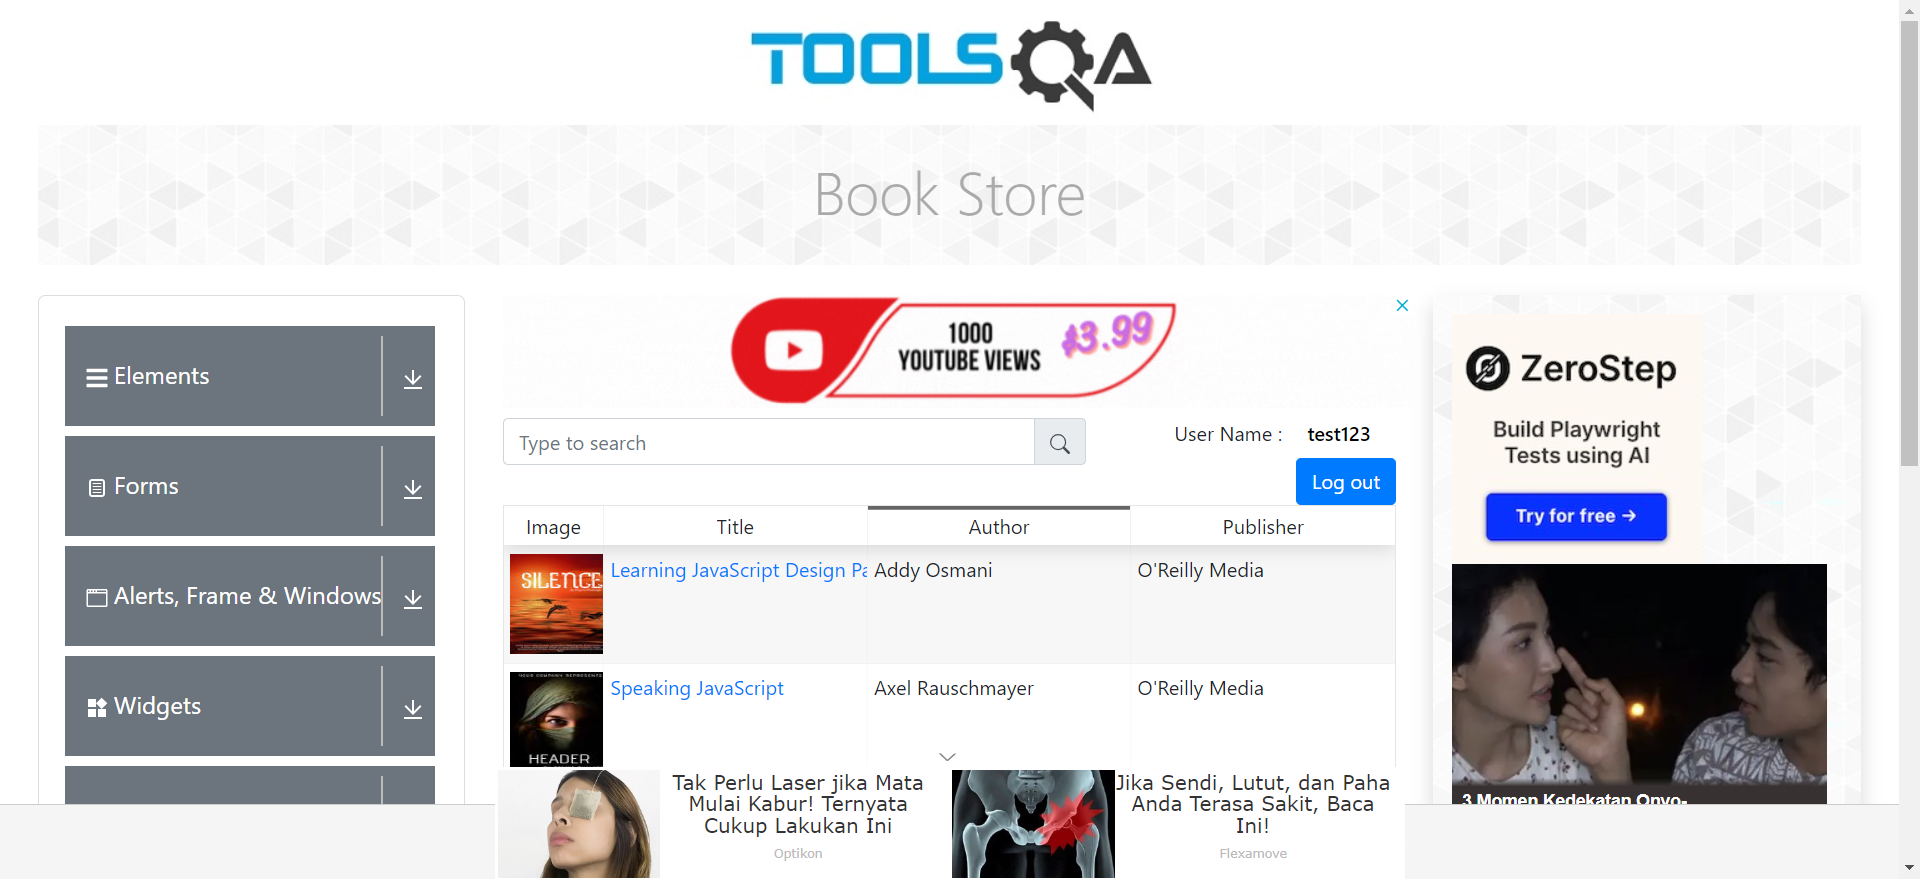 TOOLSQA
Book Store
Elements
Forms
Alerts, Frame & Windows
Widgets
1000
YOUTUBE VIEWS
$3.99
Type to search
User Name :
test123
Log out
Image
Title
Author
Publisher
SILENCE
Learning JavaScript Design Pa
Addy Osmani
O'Reilly Media
YOUR COMPANY REPRESENTS
HEADER
Speaking JavaScript
Axel Rauschmayer
O'Reilly Media
Tak Perlu Laser jika Mata
Mulai Kabur! Ternyata
Cukup Lakukan Ini
Optikon
Jika Sendi, Lutut, dan Paha
Anda Terasa Sakit, Baca
Ini!
Flexamove
ZeroStep
Build Playwright
Tests using AI
Try for free →
3 Momen Kedekatan Onyo-